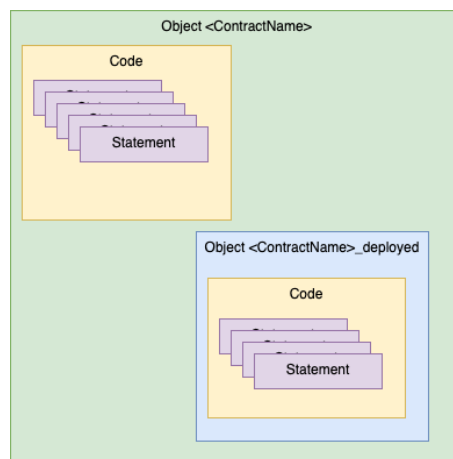 Object <ContractName>
Code
Statement
Object <ContractName>_deployed
Code
Statement